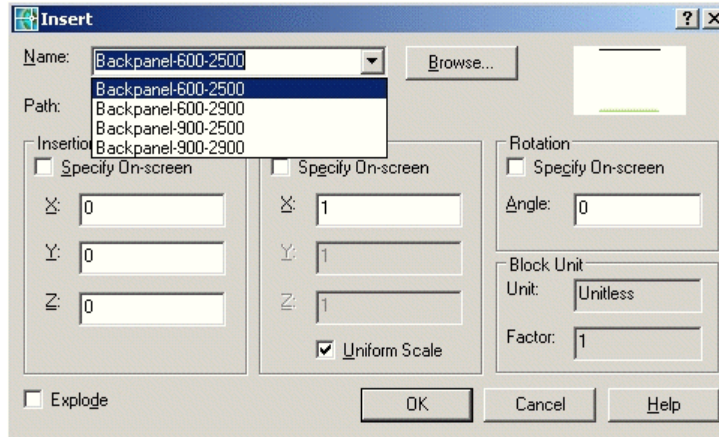 Insert
Name: Backpanel-600-2500 Browse...
Backpanel-600-2500
Backpanel-600-2900
Backpanel-900-2500
Backpanel-900-2900
Path:
Insertio
Specify On-screen
X: 0
Y: 0
Z: 0
Specify On-screen
X: 1
Y: 1
Z: 1
Uniform Scale
Rotation
Specify On-screen
Angle: 0
Block Unit
Unit: Unitless
Factor: 1
Explode
OK Cancel Help